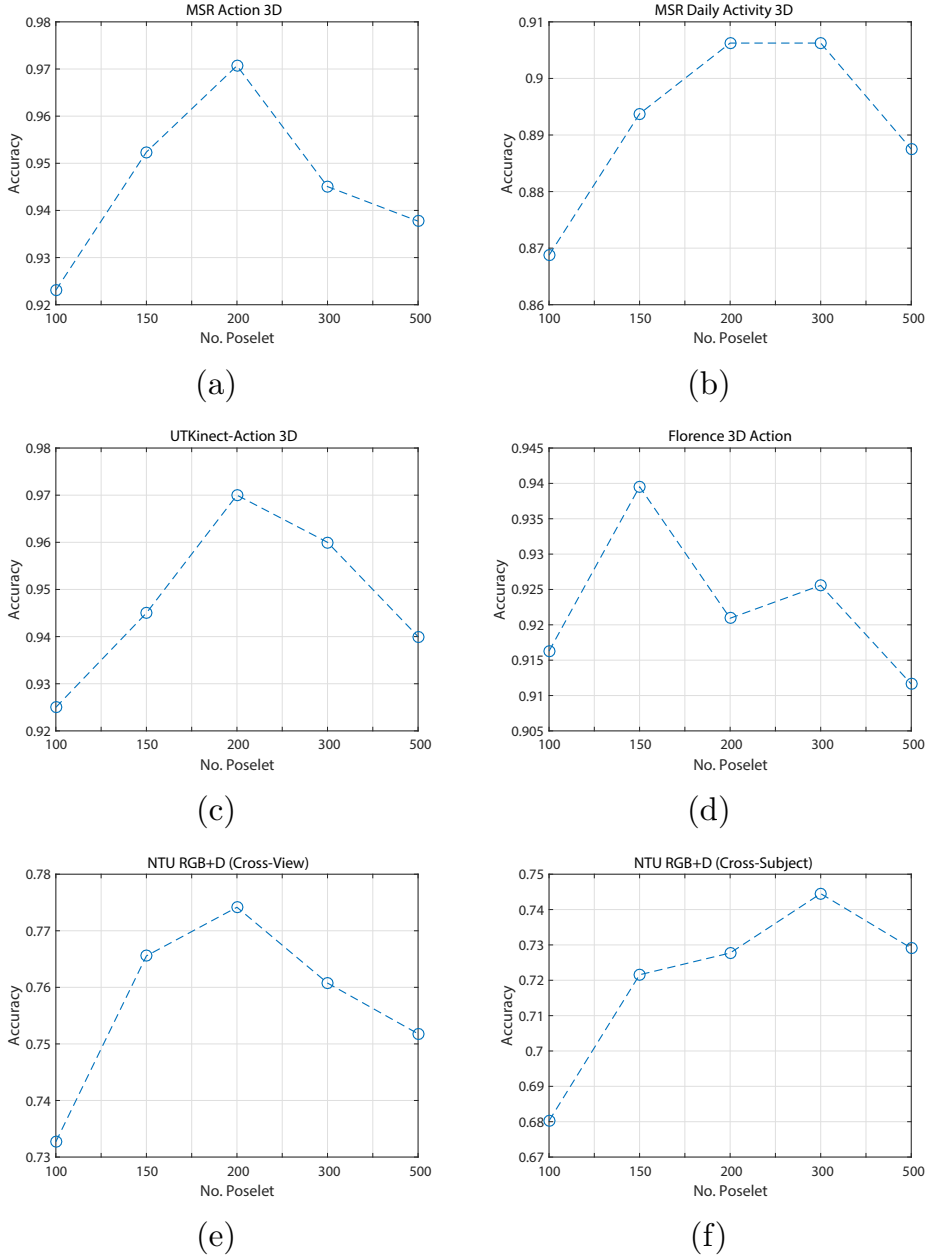 MSR Action 3D
0.98
0.97
0.96
0.95
0.94
0.93
0.92
Accuracy
100 150 200 300 500
No. Poselet
(a)
MSR Daily Activity 3D
0.91
0.9
0.89
0.88
0.87
0.86
Accuracy
100 150 200 300 500
No. Poselet
(b)
UTKinect-Action 3D
0.98
0.97
0.96
0.95
0.94
0.93
0.92
Accuracy
100 150 200 300 500
No. Poselet
(c)
Florence 3D Action
0.945
0.94
0.935
0.93
0.925
0.92
0.915
0.91
0.905
Accuracy
100 150 200 300 500
No. Poselet
(d)
NTU RGB+D (Cross-View)
0.78
0.77
0.76
0.75
0.74
0.73
Accuracy
100 150 200 300 500
No. Poselet
(e)
NTU RGB+D (Cross-Subject)
0.75
0.74
0.73
0.72
0.71
0.7
0.69
0.68
0.67
Accuracy
100 150 200 300 500
No. Poselet
(f)